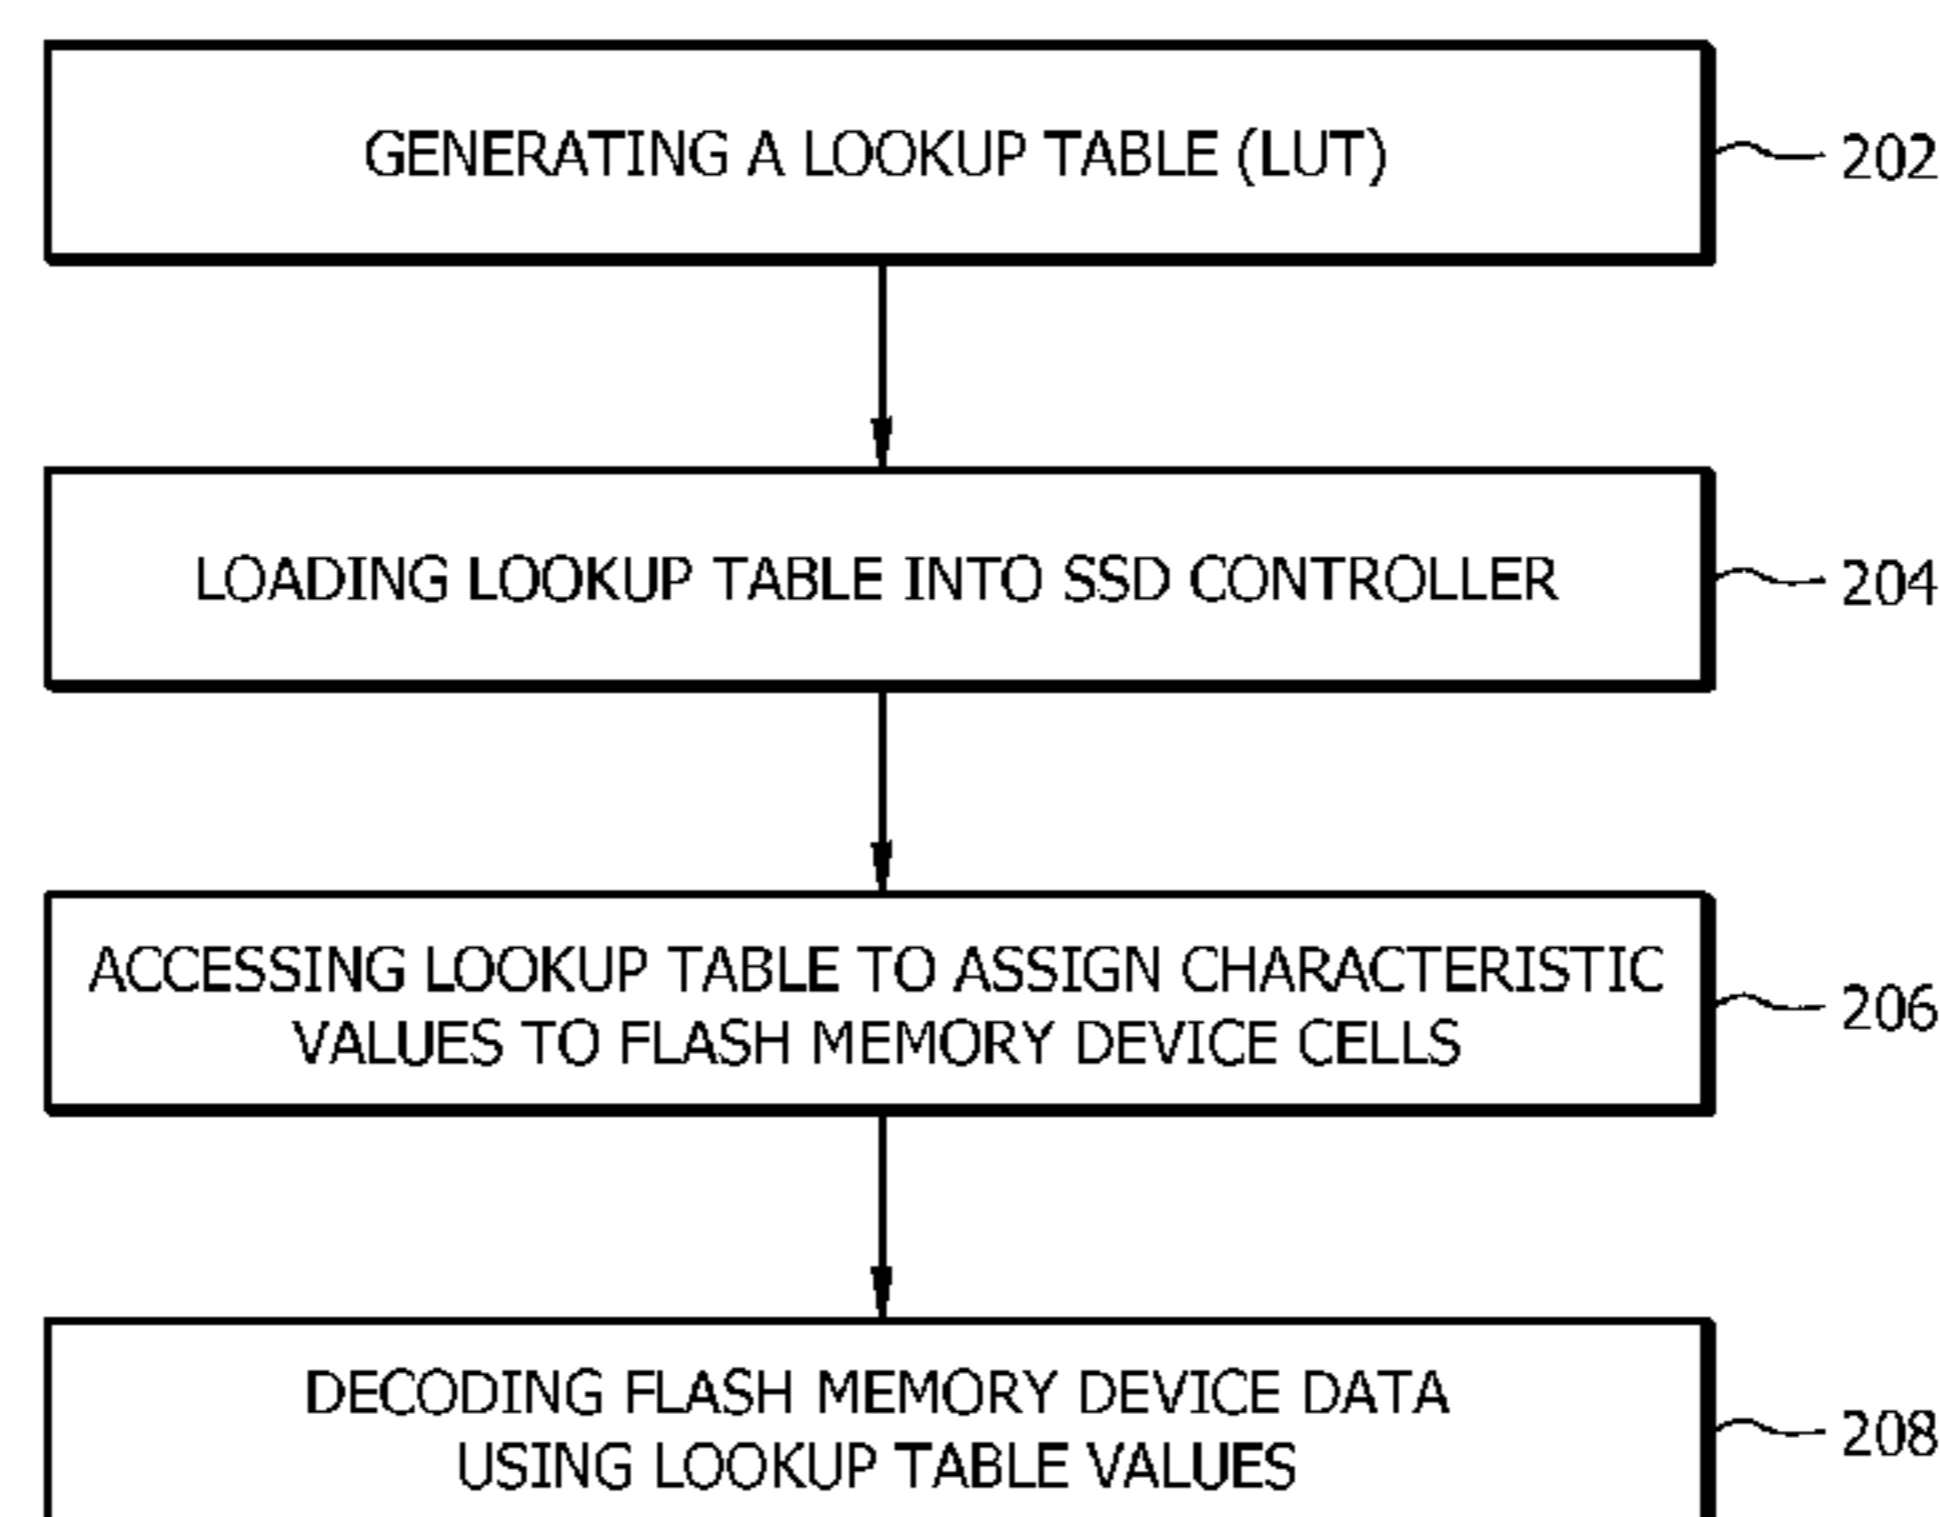 GENERATING A LOOKUP TABLE (LUT)
202
LOADING LOOKUP TABLE INTO SSD CONTROLLER
204
ACCESSING LOOKUP TABLE TO ASSIGN CHARACTERISTIC
VALUES TO FLASH MEMORY DEVICE CELLS
206
DECODING FLASH MEMORY DEVICE DATA
USING LOOKUP TABLE VALUES
208